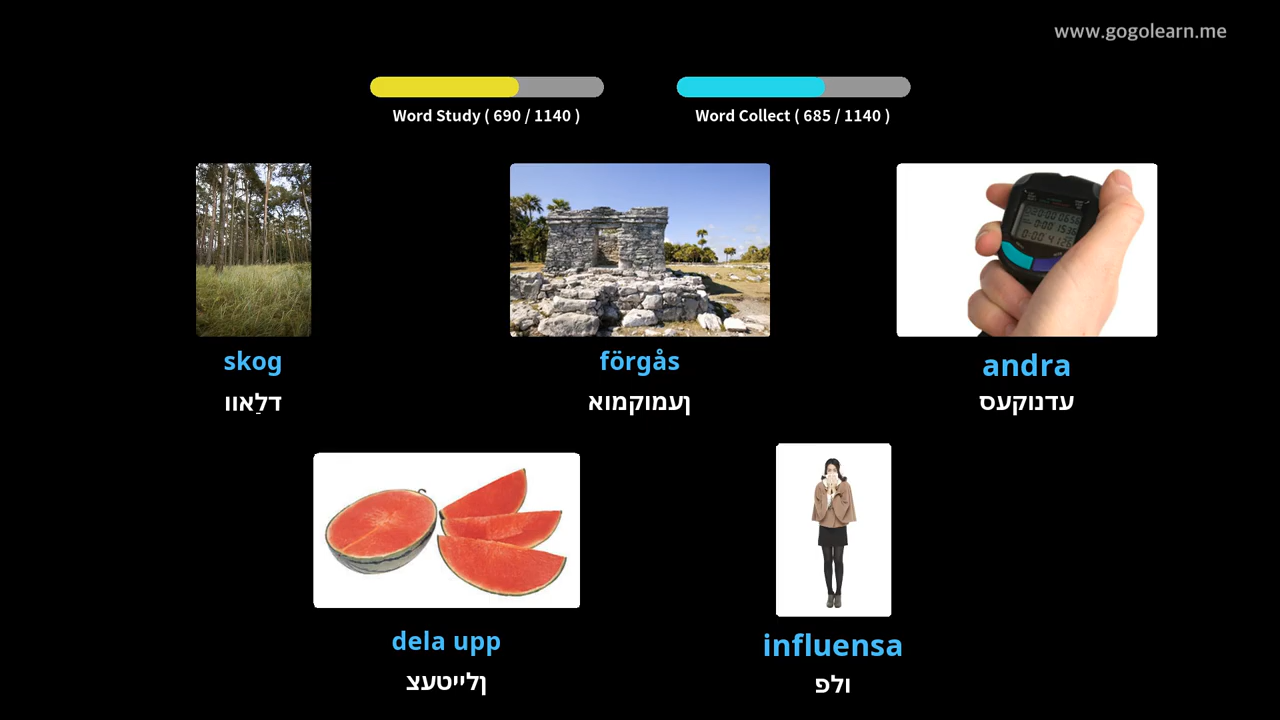 www.gogolearn.me
Word Study ( 690 / 1140 )
Word Collect ( 685 / 1140 )
skog
דלַאוו
förgås
ןעמוקמוא
andra
עדנוקעס
dela upp
ןלייטעצ
influensa
ולפ